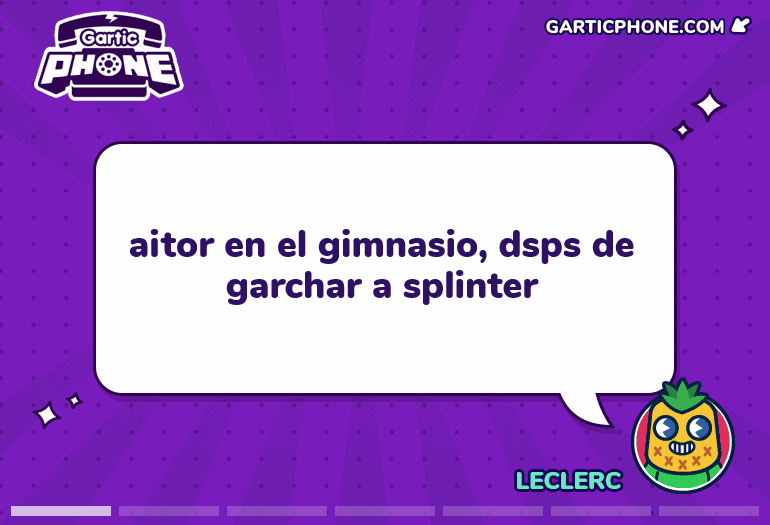 Gartic
PHONE
GARTICPHONE.COM
aitor en el gimnasio, dsps de
garchar a splinter
LECLERC